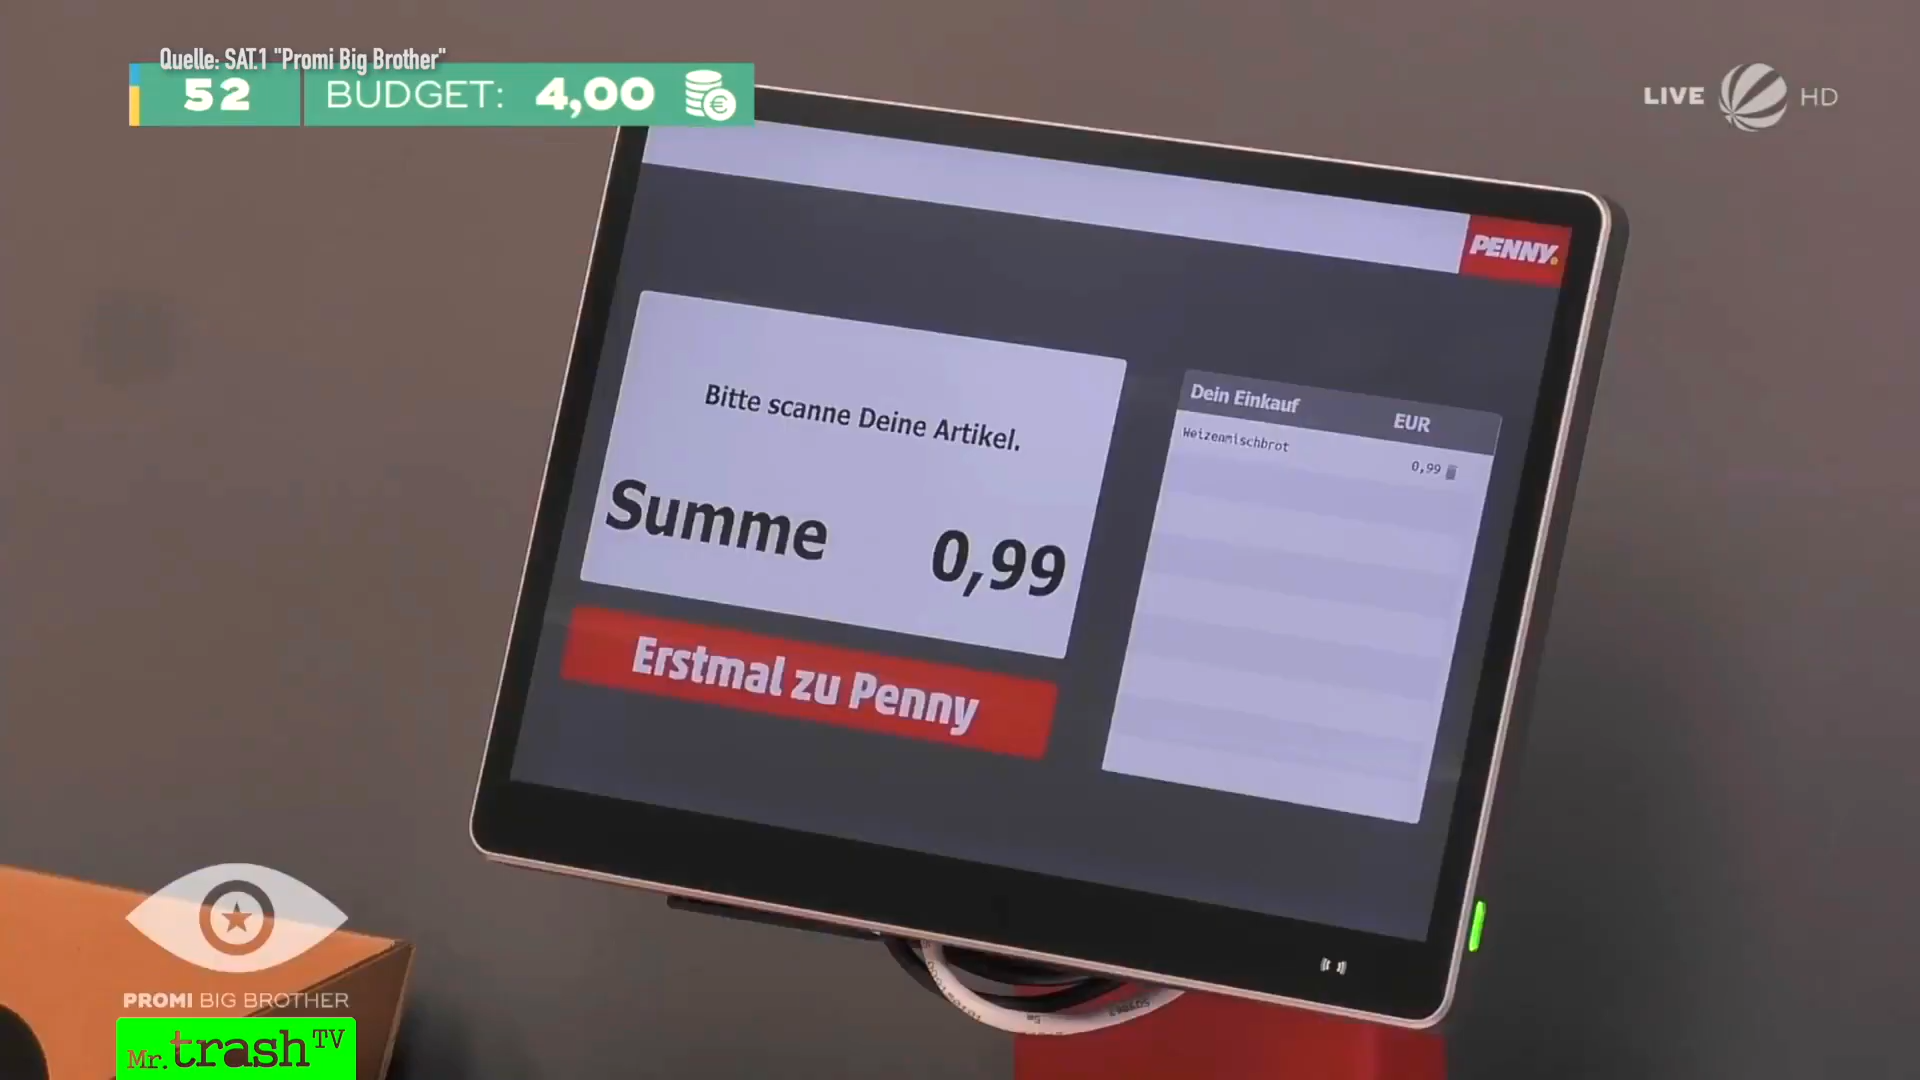 Quelle: SAT.1 "Promi Big Brother"
52 BUDGET: 4,00
LIVE HD
PENNY.
Bitte scanne Deine Artikel.
Summe 0,99
Erstmal zu Penny
Dein Einkauf EUR
Weizenmischbrot
0,99
PROMI BIG BROTHER
Mr. trash TV